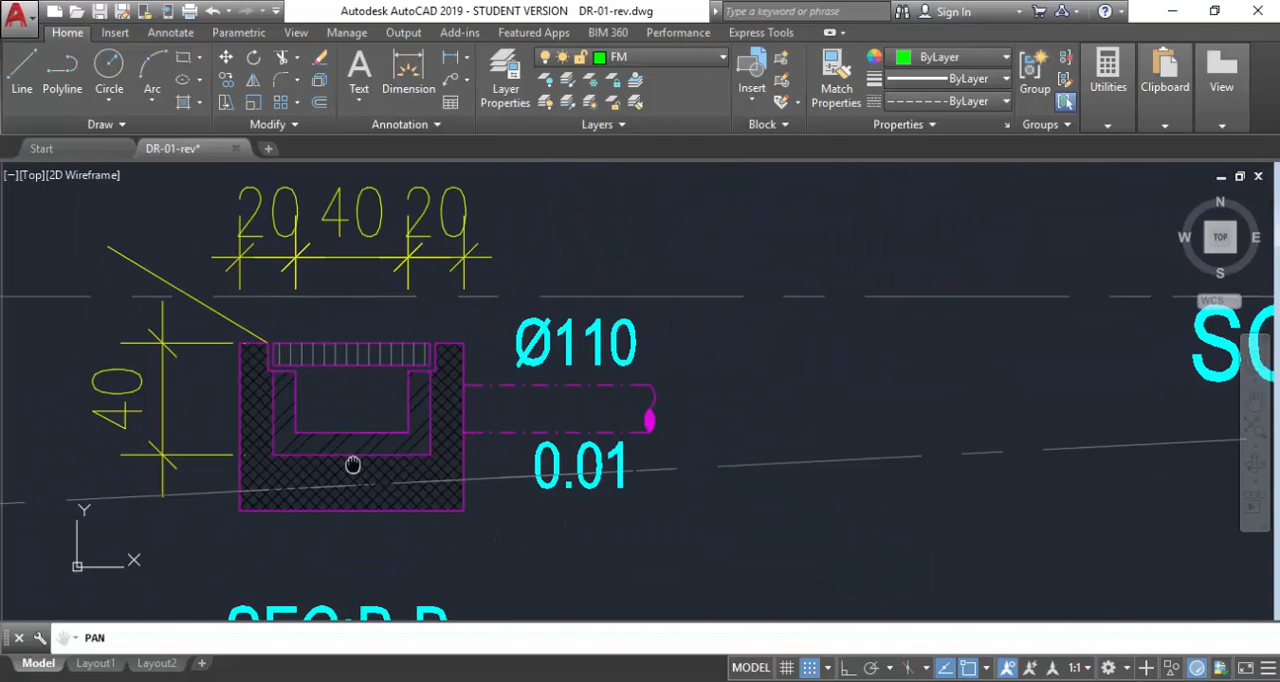 Autodesk AutoCAD 2019 - STUDENT VERSION DR-01-rev.dwg
Type a keyword or phrase
Sign In
Home Insert Annotate Parametric View Manage Output Add-ins Featured Apps BIM 360 Performance Express Tools
FM
ByLayer
ByLayer
ByLayer
Line Polyline Circle Arc Text Dimension Layer Properties Insert Match Properties Group Utilities Clipboard View
Draw Modify Annotation Layers Block Properties Groups
Start DR-01-rev*
[−][Top][2D Wireframe]
N
W TOP E
S
WCS
20 40 20
40
Ø110
0.01
Y
X
PAN
Model Layout1 Layout2
MODEL 1:1